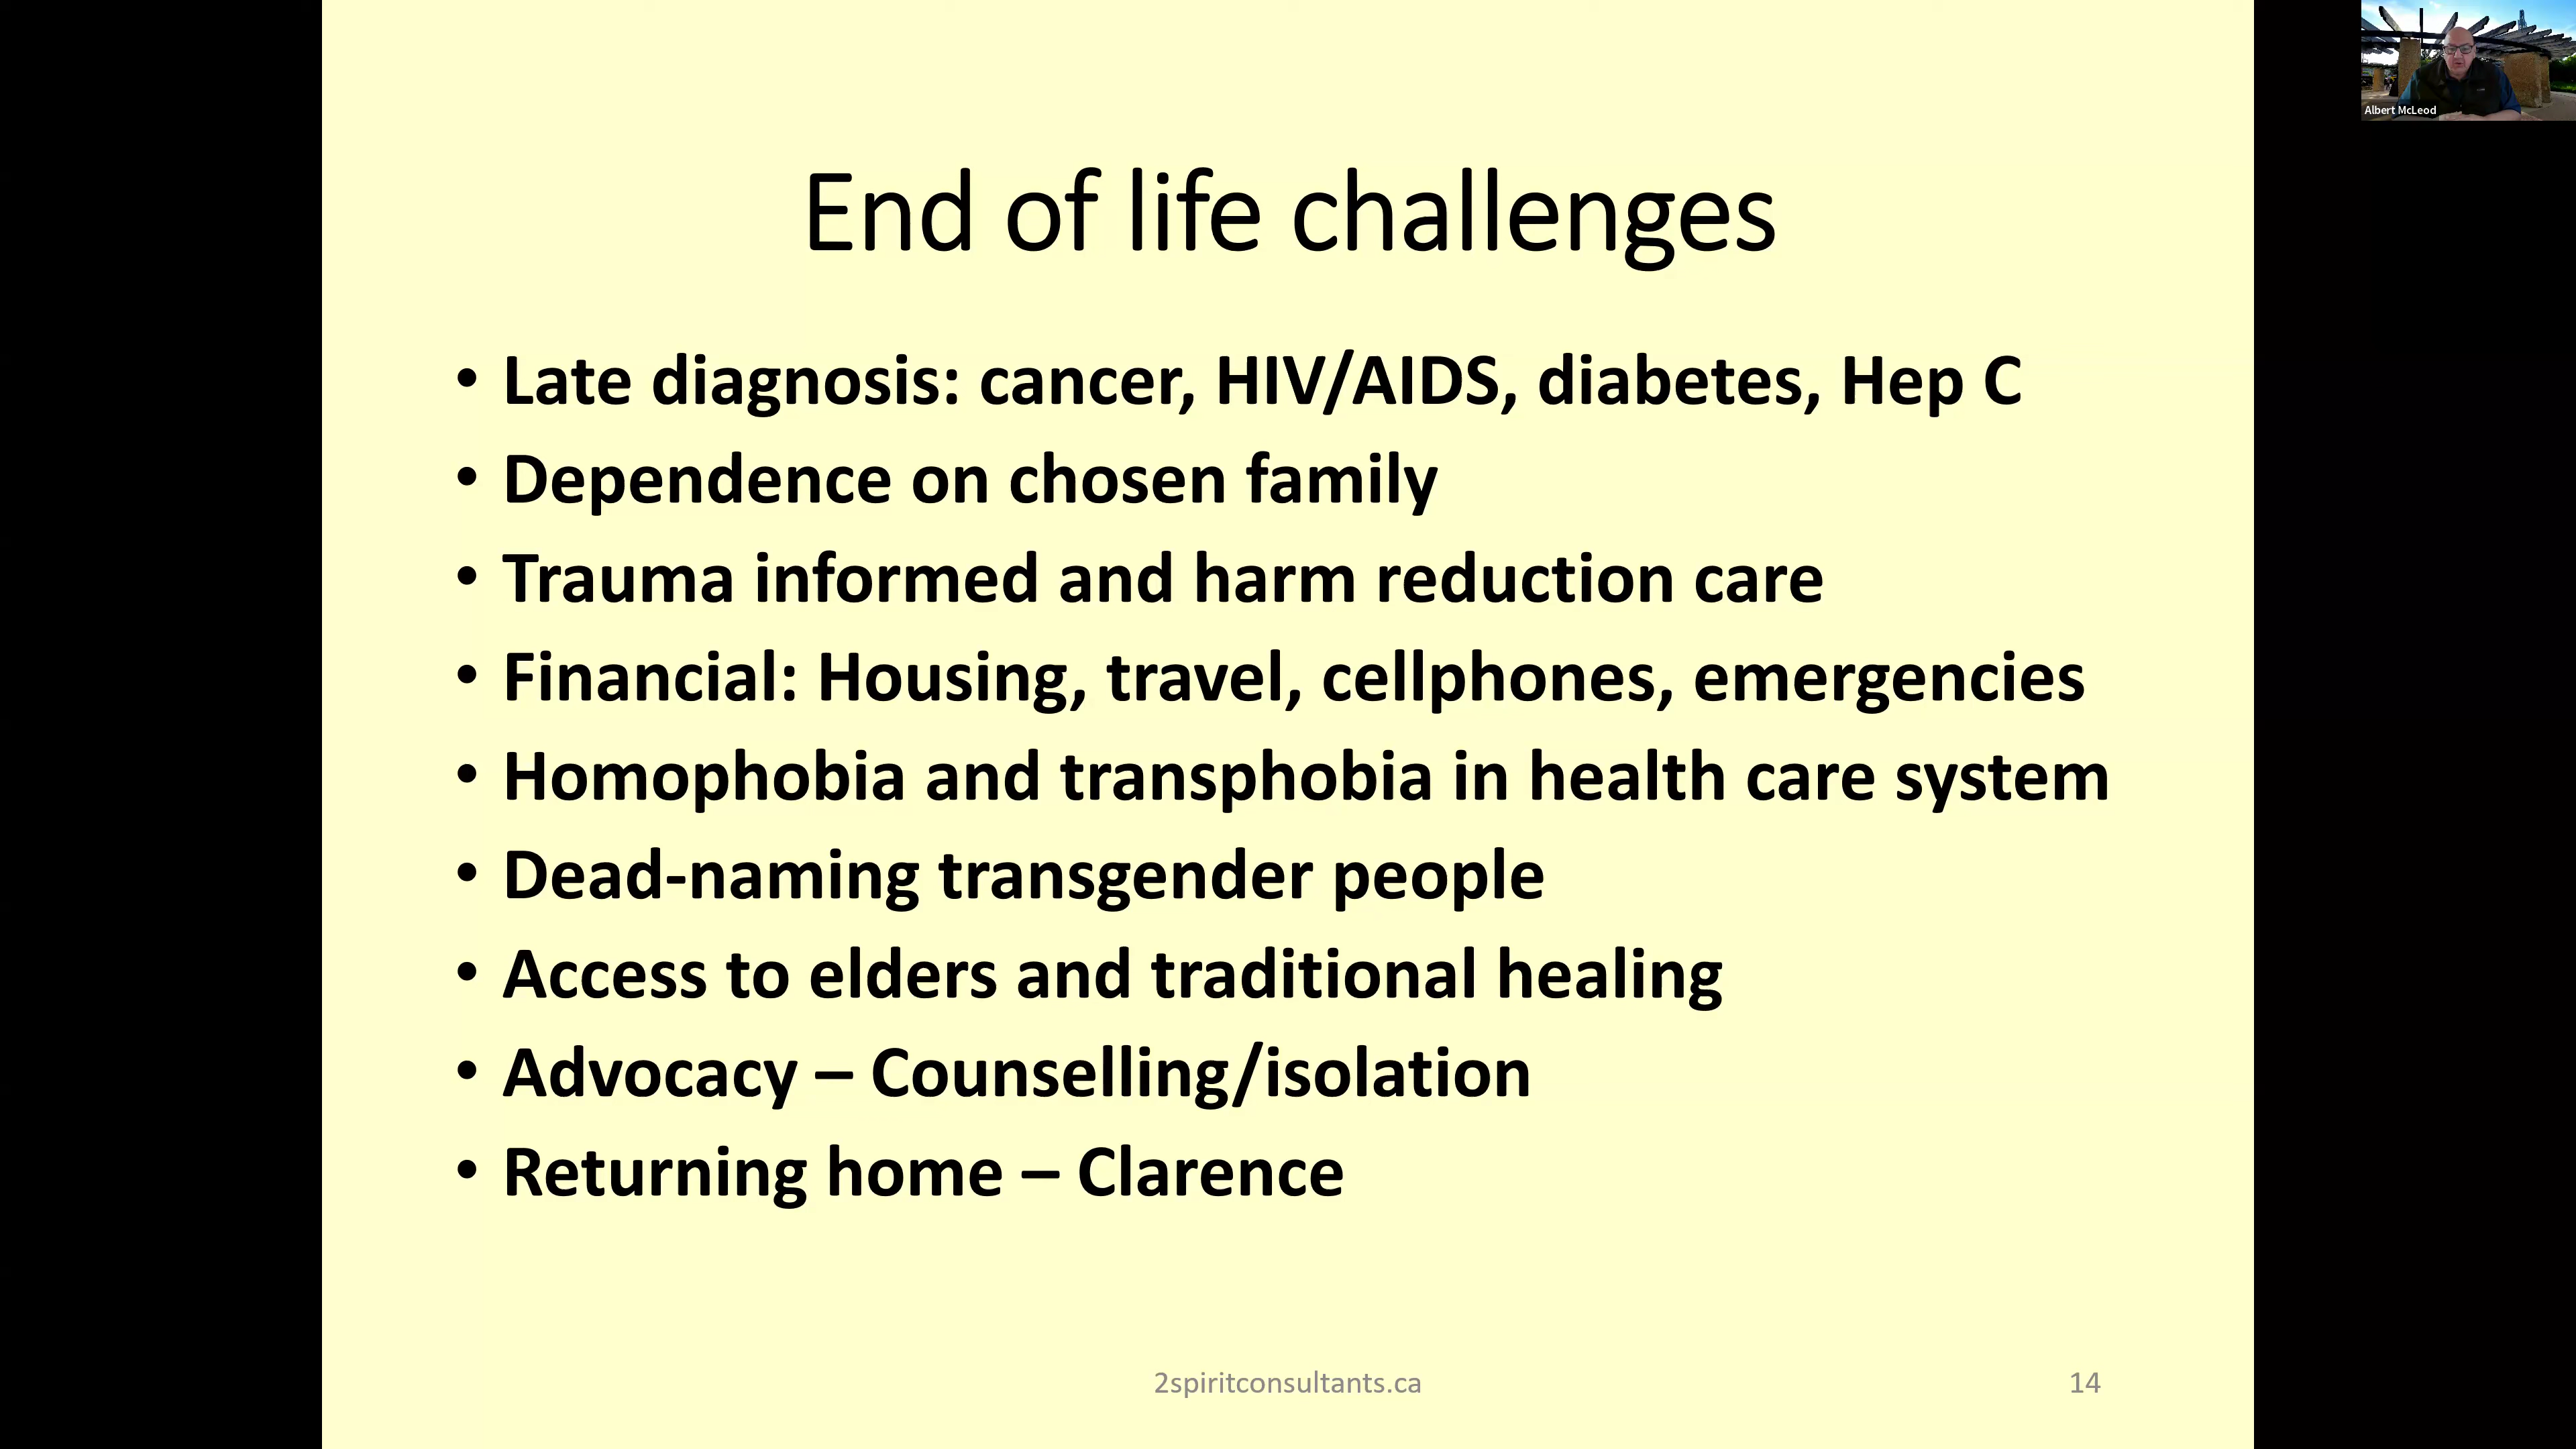 End of life challenges
• Late diagnosis: cancer, HIV/AIDS, diabetes, Hep C
• Dependence on chosen family
• Trauma informed and harm reduction care
• Financial: Housing, travel, cellphones, emergencies
• Homophobia and transphobia in health care system
• Dead-naming transgender people
• Access to elders and traditional healing
• Advocacy – Counselling/isolation
• Returning home – Clarence
2spiritconsultants.ca
14
Albert McLeod